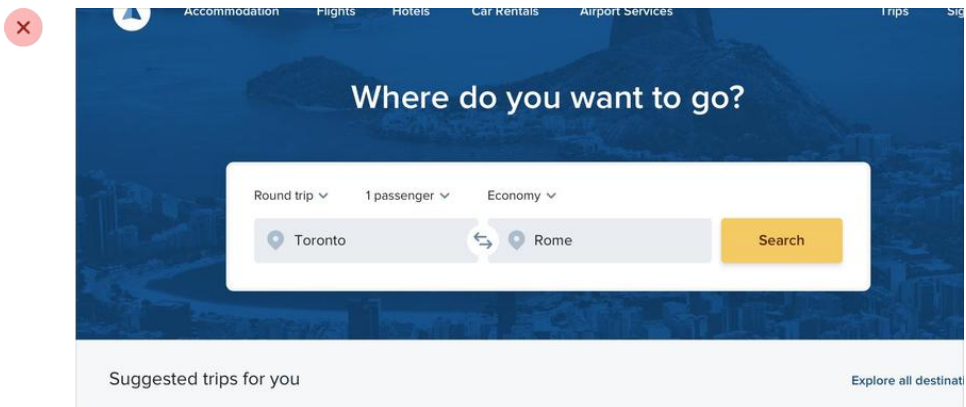 Accommodation Flights Hotels Car Rentals Airport Services Trips Sig
Where do you want to go?
Round trip 1 passenger Economy
Toronto Rome Search
Suggested trips for you Explore all destinati